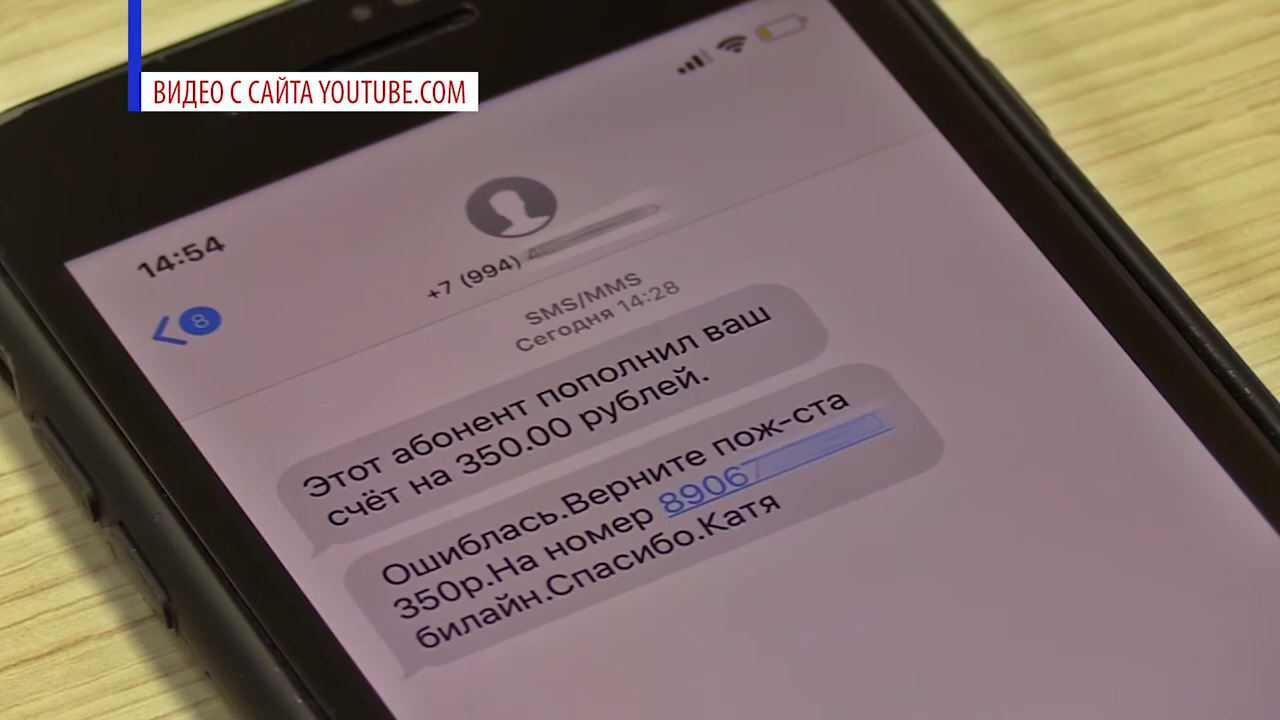 ВИДЕО С САЙТА YOUTUBE.COM
14:54
8
+7 (994)
SMS/MMS
Сегодня 14:28
Этот абонент пополнил ваш
счёт на 350.00 рублей.
Ошиблась.Верните пож-ста
350р.На номер 89067
билайн.Спасибо.Катя